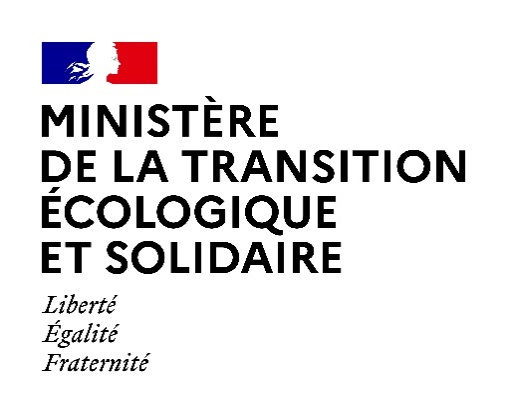 MINISTÈRE
DE LA TRANSITION
ÉCOLOGIQUE
ET SOLIDAIRE
Liberté
Égalité
Fraternité